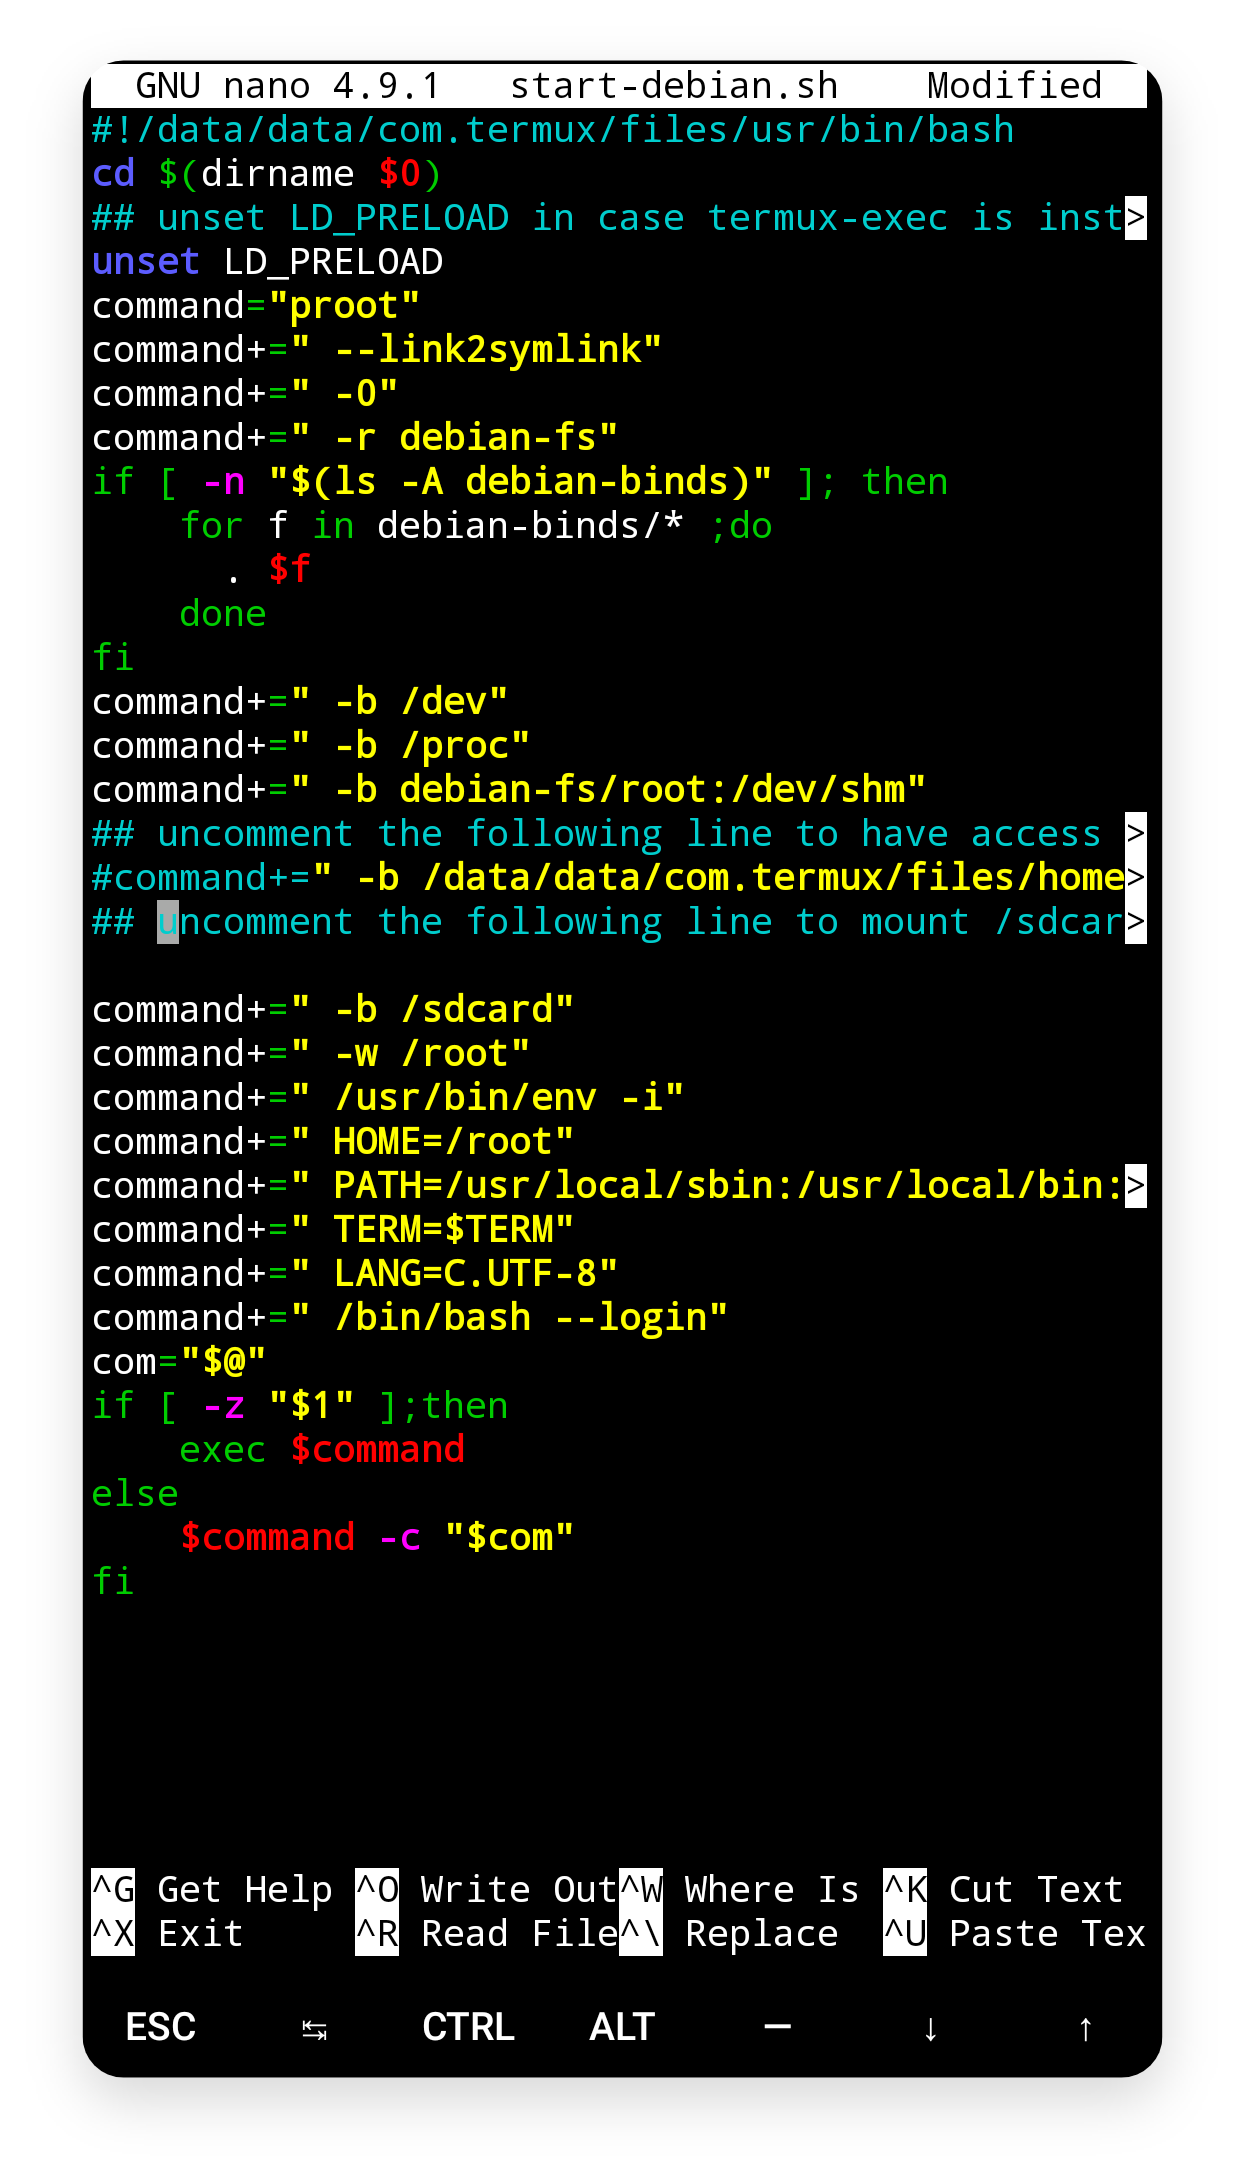 GNU nano 4.9.1 start-debian.sh Modified
#!/data/data/com.termux/files/usr/bin/bash
cd $(dirname $0)
## unset LD_PRELOAD in case termux-exec is inst>
unset LD_PRELOAD
command="proot"
command+=" --link2symlink"
command+=" -0"
command+=" -r debian-fs"
if [ -n "$(ls -A debian-binds)" ]; then
    for f in debian-binds/* ;do
      . $f
    done
fi
command+=" -b /dev"
command+=" -b /proc"
command+=" -b debian-fs/root:/dev/shm"
## uncomment the following line to have access >
#command+=" -b /data/data/com.termux/files/home>
## uncomment the following line to mount /sdcar>
command+=" -b /sdcard"
command+=" -w /root"
command+=" /usr/bin/env -i"
command+=" HOME=/root"
command+=" PATH=/usr/local/sbin:/usr/local/bin:>
command+=" TERM=$TERM"
command+=" LANG=C.UTF-8"
command+=" /bin/bash --login"
com="$@"
if [ -z "$1" ];then
    exec $command
else
    $command -c "$com"
fi
^G Get Help ^O Write Out ^W Where Is ^K Cut Text
^X Exit ^R Read File ^\ Replace ^U Paste Tex
ESC ↹ CTRL ALT — ↓ ↑